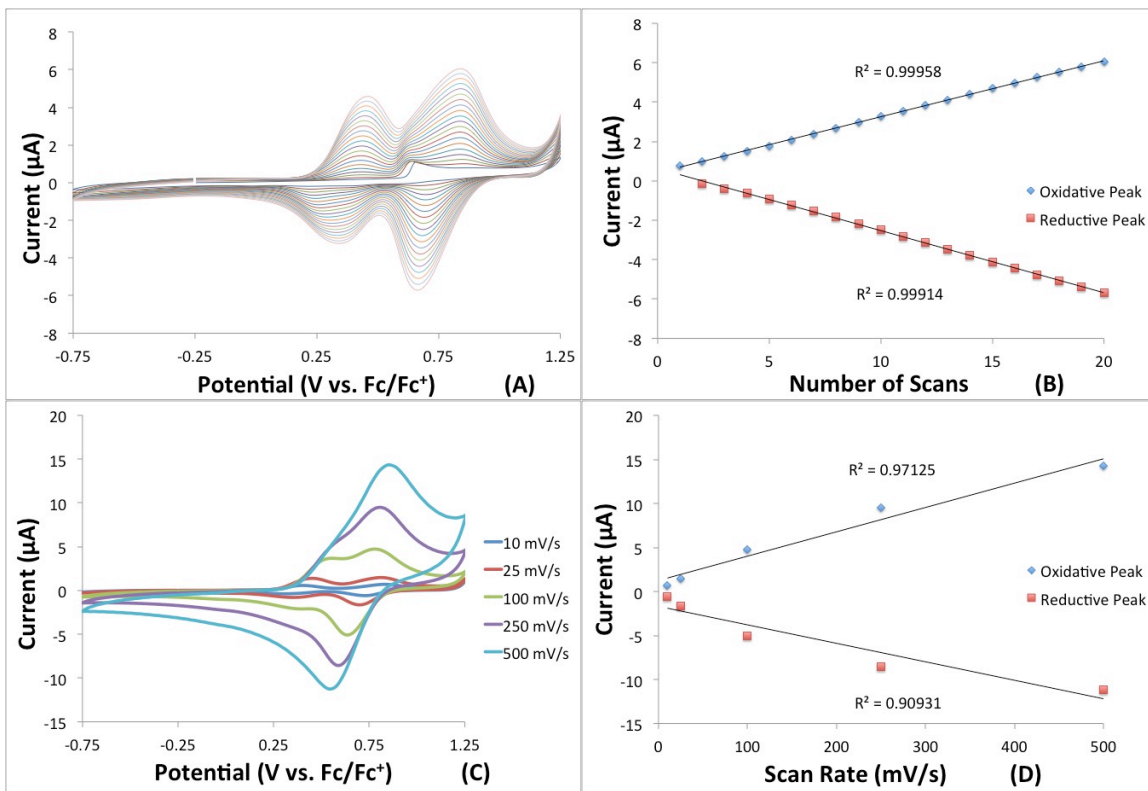 8
6
4
2
0
-2
-4
-6
-8
Current (µA)
-0.75
-0.25
0.25
0.75
1.25
Potential (V vs. Fc/Fc⁺)
(A)
8
6
4
2
0
-2
-4
-6
-8
Current (µA)
R² = 0.99958
Oxidative Peak
Reductive Peak
R² = 0.99914
0
5
10
15
20
Number of Scans
(B)
20
15
10
5
0
-5
-10
-15
Current (µA)
10 mV/s
25 mV/s
100 mV/s
250 mV/s
500 mV/s
-0.75
-0.25
0.25
0.75
1.25
Potential (V vs. Fc/Fc⁺)
(C)
20
15
10
5
0
-5
-10
-15
Current (µA)
R² = 0.97125
Oxidative Peak
Reductive Peak
R² = 0.90931
0
100
200
300
400
500
Scan Rate (mV/s)
(D)